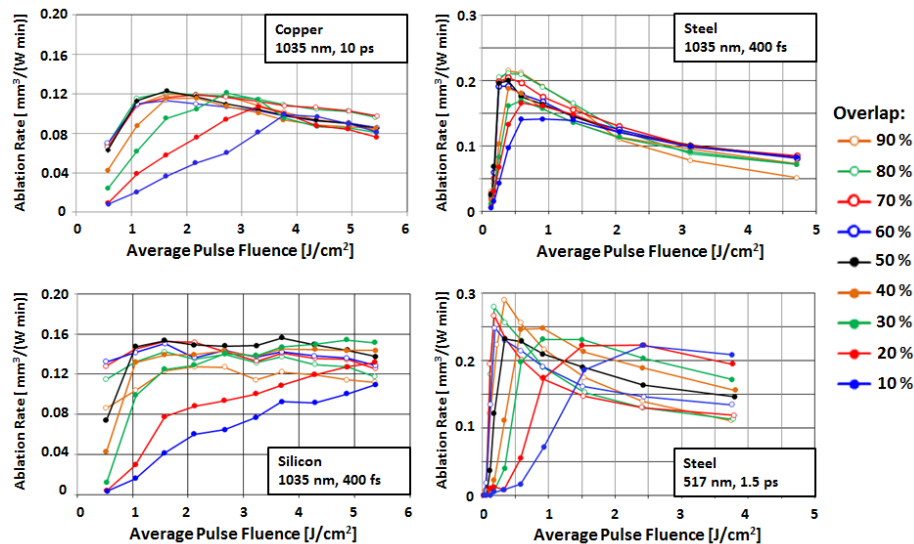 Ablation Rate [ mm³/(W min)]
0.20
0.16
0.12
0.08
0.04
0
Copper
1035 nm, 10 ps
0 1 2 3 4 5 6
Average Pulse Fluence [J/cm²]
Ablation Rate [ mm³/(W min)]
0.3
0.2
0.1
0
Steel
1035 nm, 400 fs
0 1 2 3 4 5
Average Pulse Fluence [J/cm²]
Overlap:
90 %
80 %
70 %
60 %
50 %
40 %
30 %
20 %
10 %
Ablation Rate [ mm³/(W min)]
0.20
0.16
0.12
0.04
0
Silicon
1035 nm, 400 fs
0 1 2 3 4 5 6
Average Pulse Fluence [J/cm²]
Ablation Rate [ mm³/(W min)]
0.3
0.2
0.1
0
Steel
517 nm, 1.5 ps
0 1 2 3 4 5
Average Pulse Fluence [J/cm²]